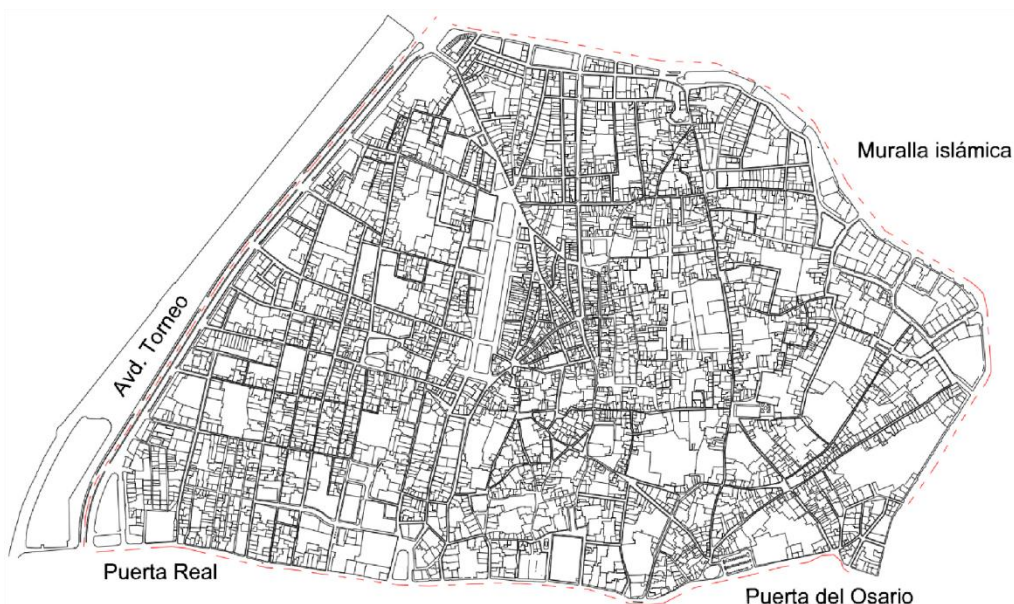 Muralla islámica
Avd. Torneo
Puerta Real
Puerta del Osario